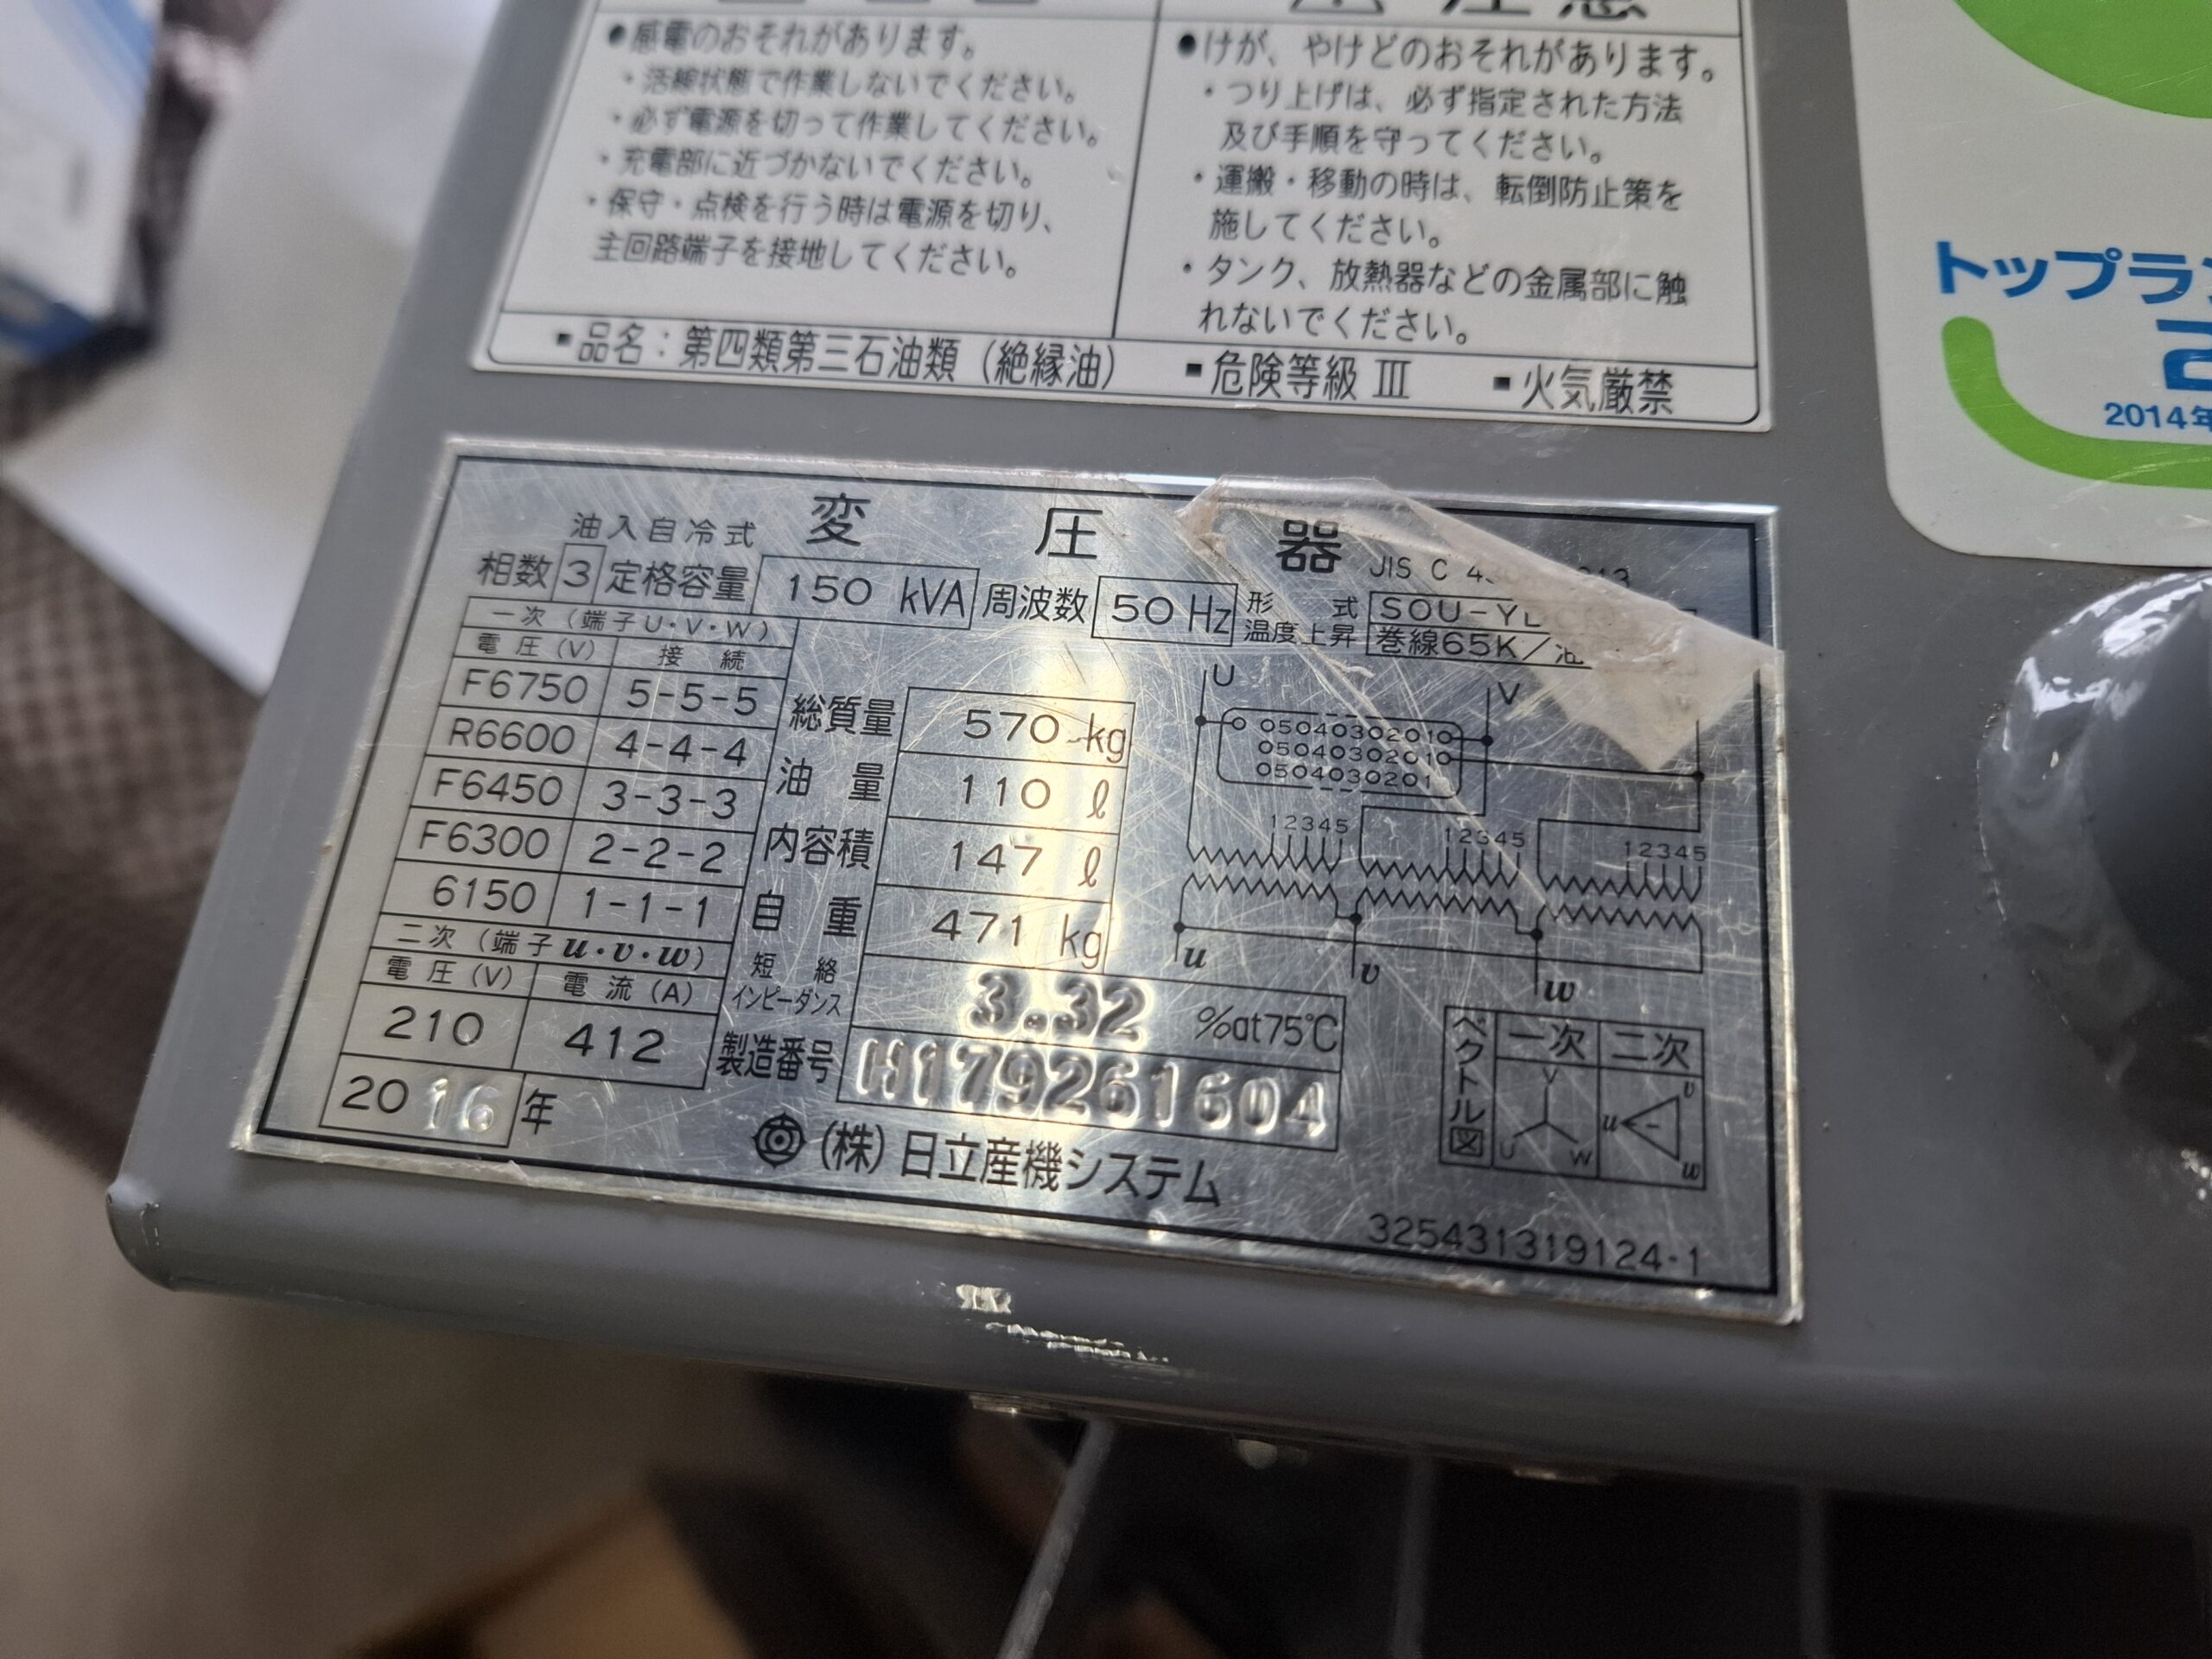 注意
●感電のおそれがあります。
・活線状態で作業しないでください。
・必ず電源を切って作業してください。
・充電部に近づかないでください。
・保守・点検を行う時は電源を切り、
主回路端子を接地してください。
●けが、やけどのおそれがあります。
・つり上げは、必ず指定された方法
及び手順を守ってください。
・運搬・移動の時は、転倒防止策を
施してください。
・タンク、放熱器などの金属部に触
れないでください。
▪品名：第四類第三石油類（絶縁油） ▪危険等級 III ▪火気厳禁
トップラン
2014年
油入自冷式 変圧器 JIS C
相数 3 定格容量 150 kVA 周波数 50 Hz 形式 SOU-
温度上昇 巻線65K/油
一次（端子U・V・W）
電圧(V) 接続
F6750 5-5-5
R6600 4-4-4
F6450 3-3-3
F6300 2-2-2
6150 1-1-1
二次（端子u・v・w）
電圧(V) 電流(A)
210 412
2016年
総質量 570 kg
油量 110 ℓ
内容積 147 ℓ
自重 471 kg
短絡インピーダンス 3.32 %at75℃
製造番号 H179261604
(株)日立産機システム
U V
O5O4O3O2O1O
O5O4O3O2O1O
O5O4O3O2O1
12345 12345 12345
u v w
ベクトル図 一次 二次
V U W
u v w
325431319124-1